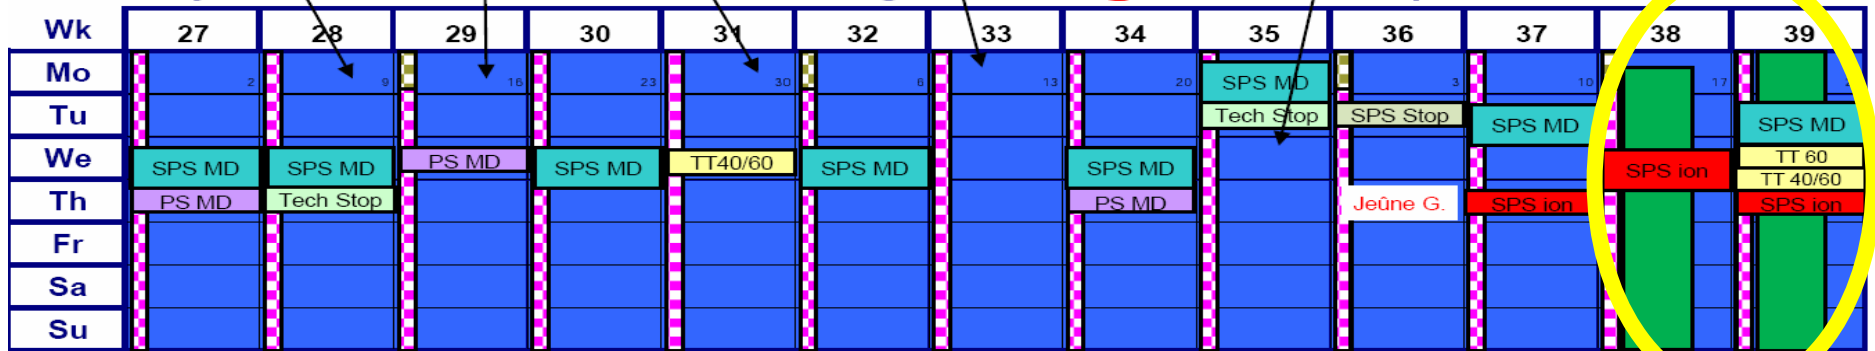 Wk 27 28 29 30 31 32 33 34 35 36 37 38 39
Mo 2 9 16 23 30 6 13 20 SPS MD 3 10 17
Tu Tech Stop SPS Stop SPS MD SPS MD
We SPS MD SPS MD PS MD SPS MD TT40/60 SPS MD SPS MD SPS ion TT 60
TT 40/60
Th PS MD Tech Stop PS MD Jeûne G. SPS ion SPS ion
Fr
Sa
Su